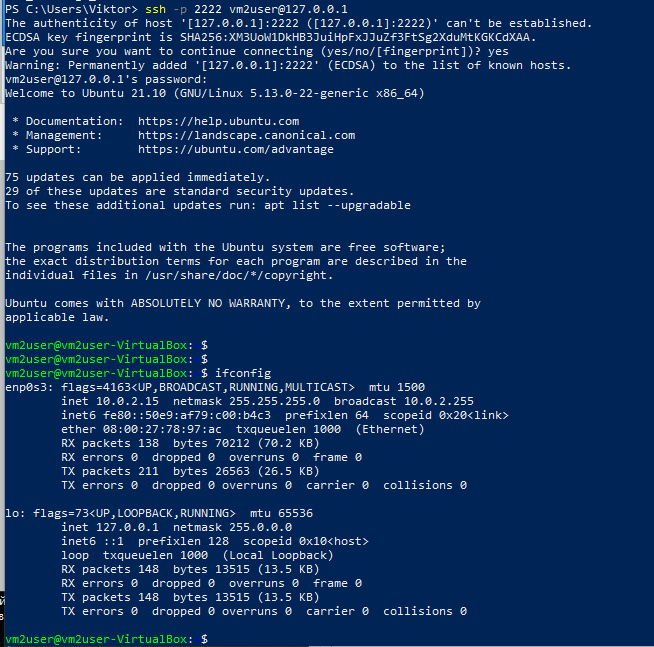 PS C:\Users\Viktor> ssh -p 2222 vm2user@127.0.0.1
The authenticity of host '[127.0.0.1]:2222 ([127.0.0.1]:2222)' can't be established.
ECDSA key fingerprint is SHA256:XM3UoW1DkHB3JuiHpFxJJuZf3FtSg2XduMtKGKCdXAA.
Are you sure you want to continue connecting (yes/no/[fingerprint])? yes
Warning: Permanently added '[127.0.0.1]:2222' (ECDSA) to the list of known hosts.
vm2user@127.0.0.1's password:
Welcome to Ubuntu 21.10 (GNU/Linux 5.13.0-22-generic x86_64)

 * Documentation:  https://help.ubuntu.com
 * Management:     https://landscape.canonical.com
 * Support:        https://ubuntu.com/advantage

75 updates can be applied immediately.
29 of these updates are standard security updates.
To see these additional updates run: apt list --upgradable


The programs included with the Ubuntu system are free software;
the exact distribution terms for each program are described in the
individual files in /usr/share/doc/*/copyright.

Ubuntu comes with ABSOLUTELY NO WARRANTY, to the extent permitted by
applicable law.

vm2user@vm2user-VirtualBox: $
vm2user@vm2user-VirtualBox: $
vm2user@vm2user-VirtualBox: $ ifconfig
enp0s3: flags=4163<UP,BROADCAST,RUNNING,MULTICAST>  mtu 1500
        inet 10.0.2.15  netmask 255.255.255.0  broadcast 10.0.2.255
        inet6 fe80::50e9:af79:c00:b4c3  prefixlen 64  scopeid 0x20<link>
        ether 08:00:27:78:97:ac  txqueuelen 1000  (Ethernet)
        RX packets 138  bytes 70212 (70.2 KB)
        RX errors 0  dropped 0  overruns 0  frame 0
        TX packets 211  bytes 26563 (26.5 KB)
        TX errors 0  dropped 0 overruns 0  carrier 0  collisions 0

lo: flags=73<UP,LOOPBACK,RUNNING>  mtu 65536
        inet 127.0.0.1  netmask 255.0.0.0
        inet6 ::1  prefixlen 128  scopeid 0x10<host>
        loop  txqueuelen 1000  (Local Loopback)
        RX packets 148  bytes 13515 (13.5 KB)
        RX errors 0  dropped 0  overruns 0  frame 0
        TX packets 148  bytes 13515 (13.5 KB)
        TX errors 0  dropped 0 overruns 0  carrier 0  collisions 0

vm2user@vm2user-VirtualBox: $